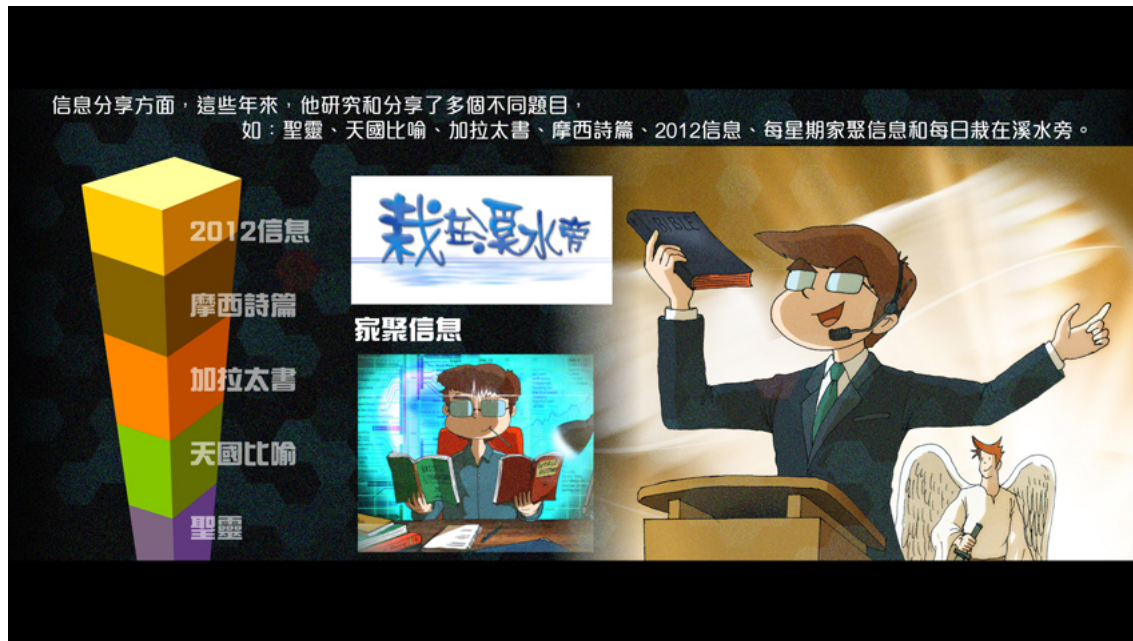 信息分享方面，這些年來，他研究和分享了多個不同題目，
如：聖靈、天國比喻、加拉太書、摩西詩篇、2012信息、每星期家聚信息和每日栽在溪水旁。
2012信息
摩西詩篇
加拉太書
天國比喻
聖靈
栽在溪水旁
家聚信息
BIBLE